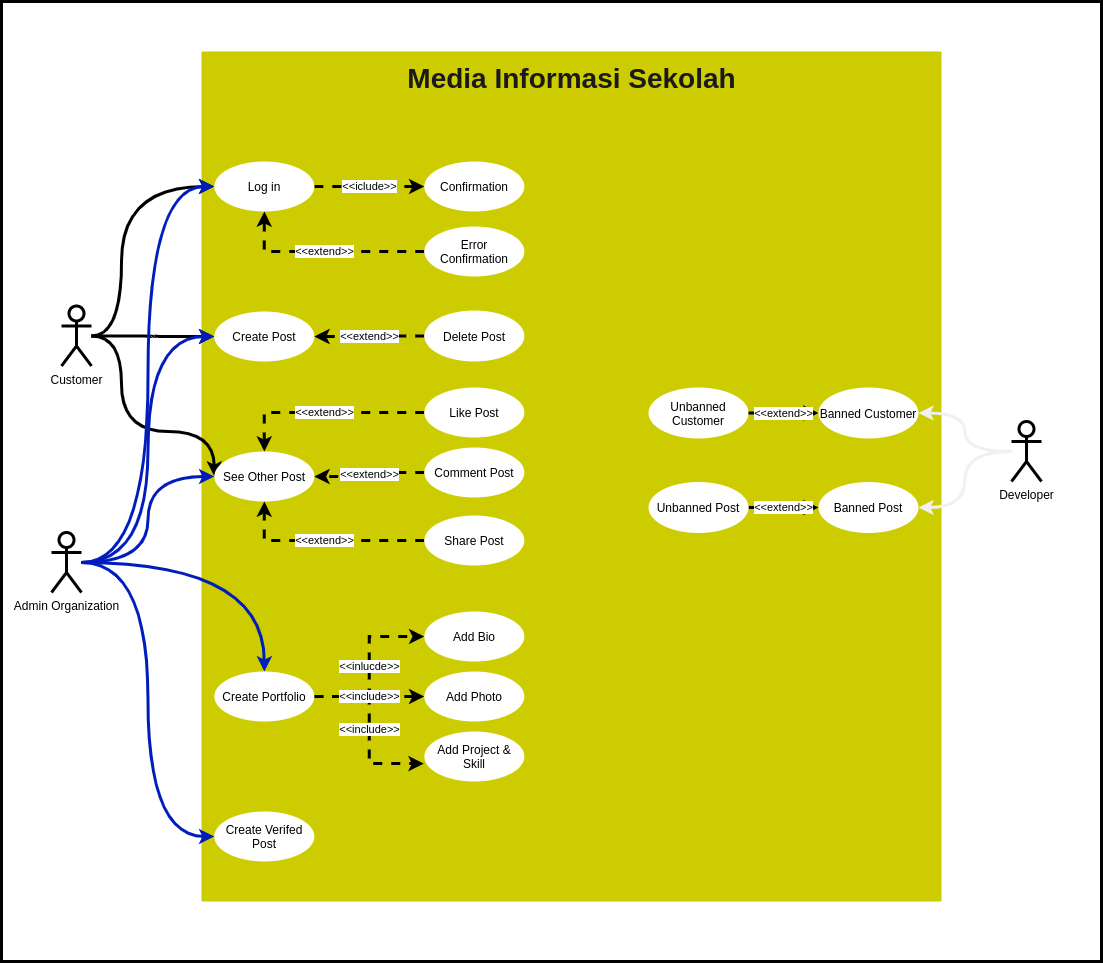 Media Informasi Sekolah
Log in
<<iclude>>
Confirmation
<<extend>>
Error
Confirmation
Customer
Create Post
<<extend>>
Delete Post
<<extend>>
Like Post
See Other Post
<<extend>>
Comment Post
<<extend>>
Share Post
Unbanned
Customer
<<extend>>
Banned Customer
Unbanned Post
<<extend>>
Banned Post
Developer
Admin Organization
Create Portfolio
<<inlucde>>
Add Bio
<<include>>
Add Photo
<<include>>
Add Project &
Skill
Create Verifed
Post